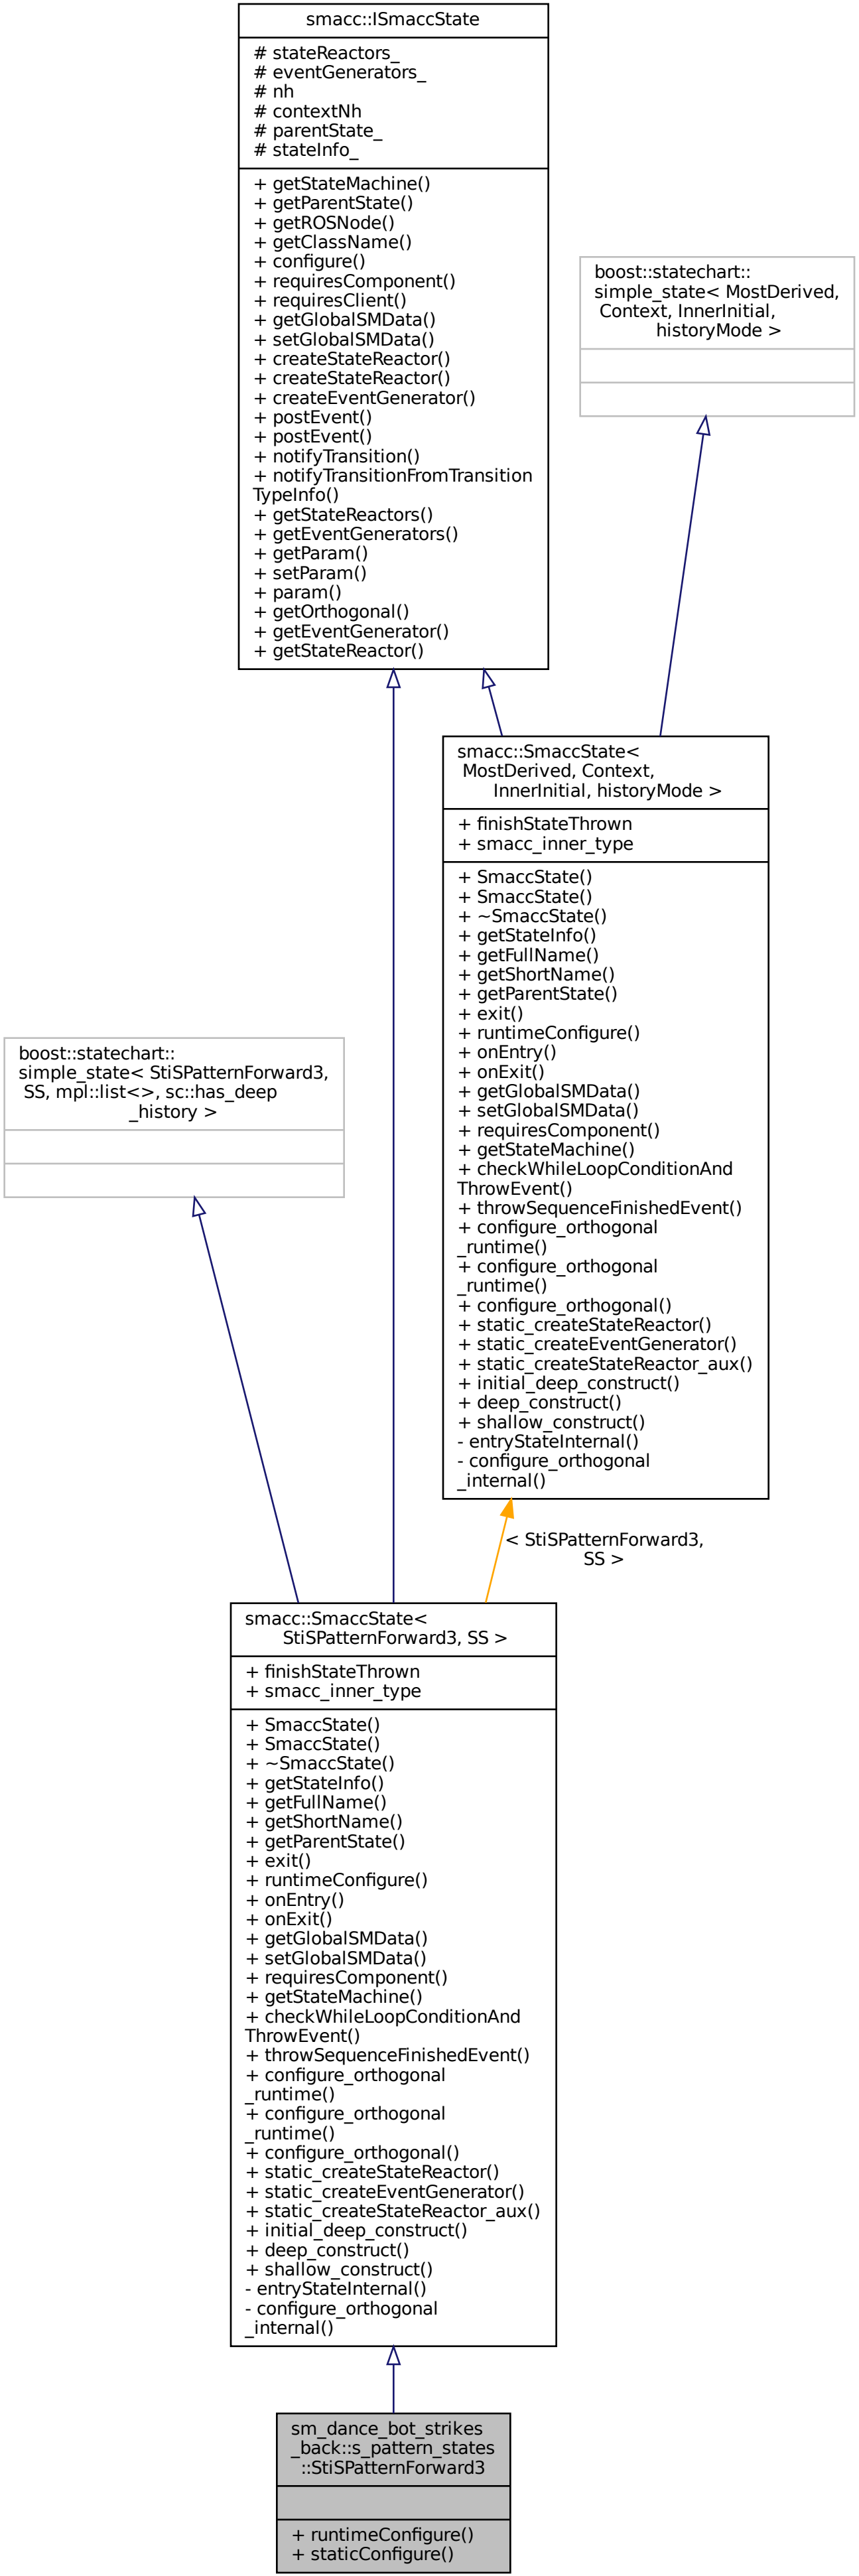 smacc::ISmaccState
# stateReactors_
# eventGenerators_
# nh
# contextNh
# parentState_
# stateInfo_
+ getStateMachine()
+ getParentState()
+ getROSNode()
+ getClassName()
+ configure()
+ requiresComponent()
+ requiresClient()
+ getGlobalSMData()
+ setGlobalSMData()
+ createStateReactor()
+ createStateReactor()
+ createEventGenerator()
+ postEvent()
+ postEvent()
+ notifyTransition()
+ notifyTransitionFromTransition
TypeInfo()
+ getStateReactors()
+ getEventGenerators()
+ getParam()
+ setParam()
+ param()
+ getOrthogonal()
+ getEventGenerator()
+ getStateReactor()
boost::statechart::
simple_state< MostDerived,
Context, InnerInitial,
historyMode >
smacc::SmaccState<
MostDerived, Context,
InnerInitial, historyMode >
+ finishStateThrown
+ smacc_inner_type
+ SmaccState()
+ SmaccState()
+ ~SmaccState()
+ getStateInfo()
+ getFullName()
+ getShortName()
+ getParentState()
+ exit()
+ runtimeConfigure()
+ onEntry()
+ onExit()
+ getGlobalSMData()
+ setGlobalSMData()
+ requiresComponent()
+ getStateMachine()
+ checkWhileLoopConditionAnd
ThrowEvent()
+ throwSequenceFinishedEvent()
+ configure_orthogonal
_runtime()
+ configure_orthogonal
_runtime()
+ configure_orthogonal()
+ static_createStateReactor()
+ static_createEventGenerator()
+ static_createStateReactor_aux()
+ initial_deep_construct()
+ deep_construct()
+ shallow_construct()
- entryStateInternal()
- configure_orthogonal
_internal()
boost::statechart::
simple_state< StiSPatternForward3,
SS, mpl::list<>, sc::has_deep
_history >
< StiSPatternForward3,
SS >
smacc::SmaccState<
StiSPatternForward3, SS >
+ finishStateThrown
+ smacc_inner_type
+ SmaccState()
+ SmaccState()
+ ~SmaccState()
+ getStateInfo()
+ getFullName()
+ getShortName()
+ getParentState()
+ exit()
+ runtimeConfigure()
+ onEntry()
+ onExit()
+ getGlobalSMData()
+ setGlobalSMData()
+ requiresComponent()
+ getStateMachine()
+ checkWhileLoopConditionAnd
ThrowEvent()
+ throwSequenceFinishedEvent()
+ configure_orthogonal
_runtime()
+ configure_orthogonal
_runtime()
+ configure_orthogonal()
+ static_createStateReactor()
+ static_createEventGenerator()
+ static_createStateReactor_aux()
+ initial_deep_construct()
+ deep_construct()
+ shallow_construct()
- entryStateInternal()
- configure_orthogonal
_internal()
sm_dance_bot_strikes
_back::s_pattern_states
::StiSPatternForward3
+ runtimeConfigure()
+ staticConfigure()